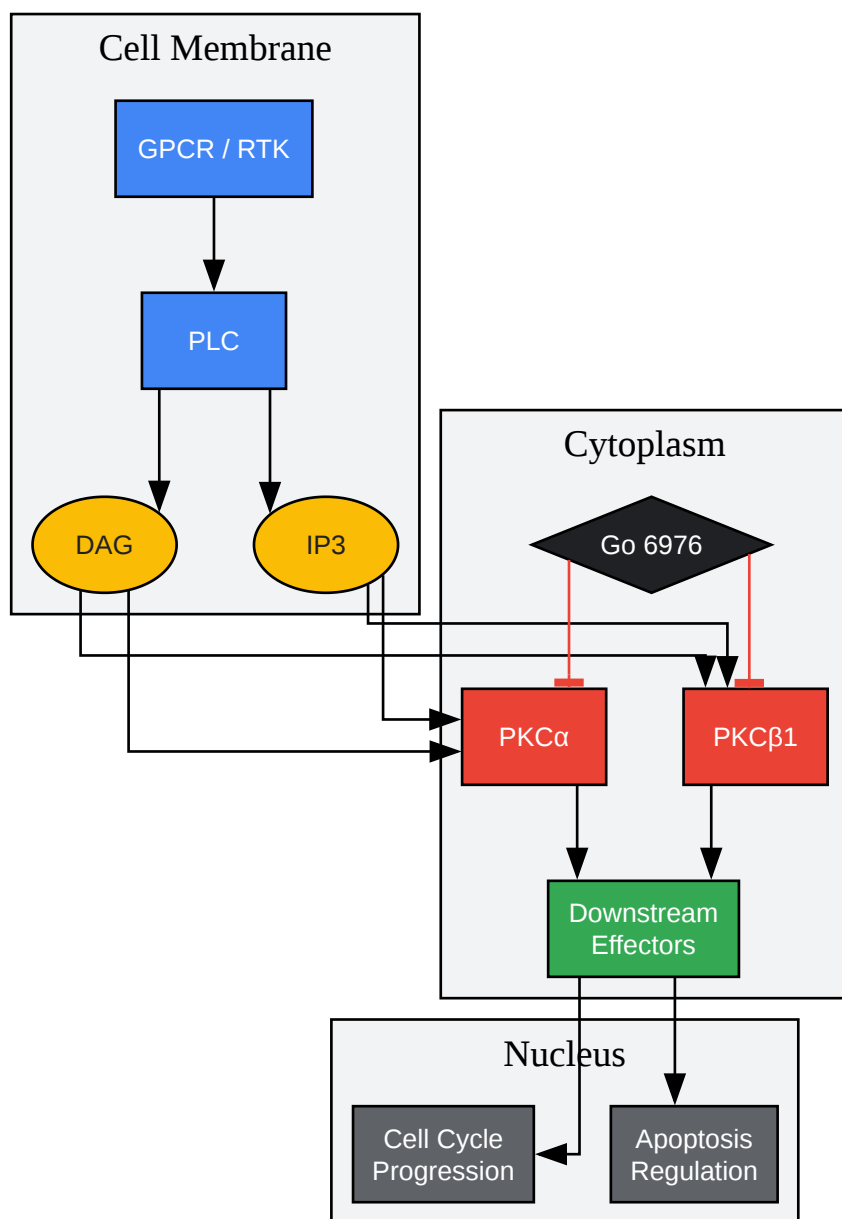 Cell Membrane
GPCR / RTK
PLC
DAG
IP3
Cytoplasm
Go 6976
PKCα
PKCβ1
Downstream
Effectors
Nucleus
Cell Cycle
Progression
Apoptosis
Regulation